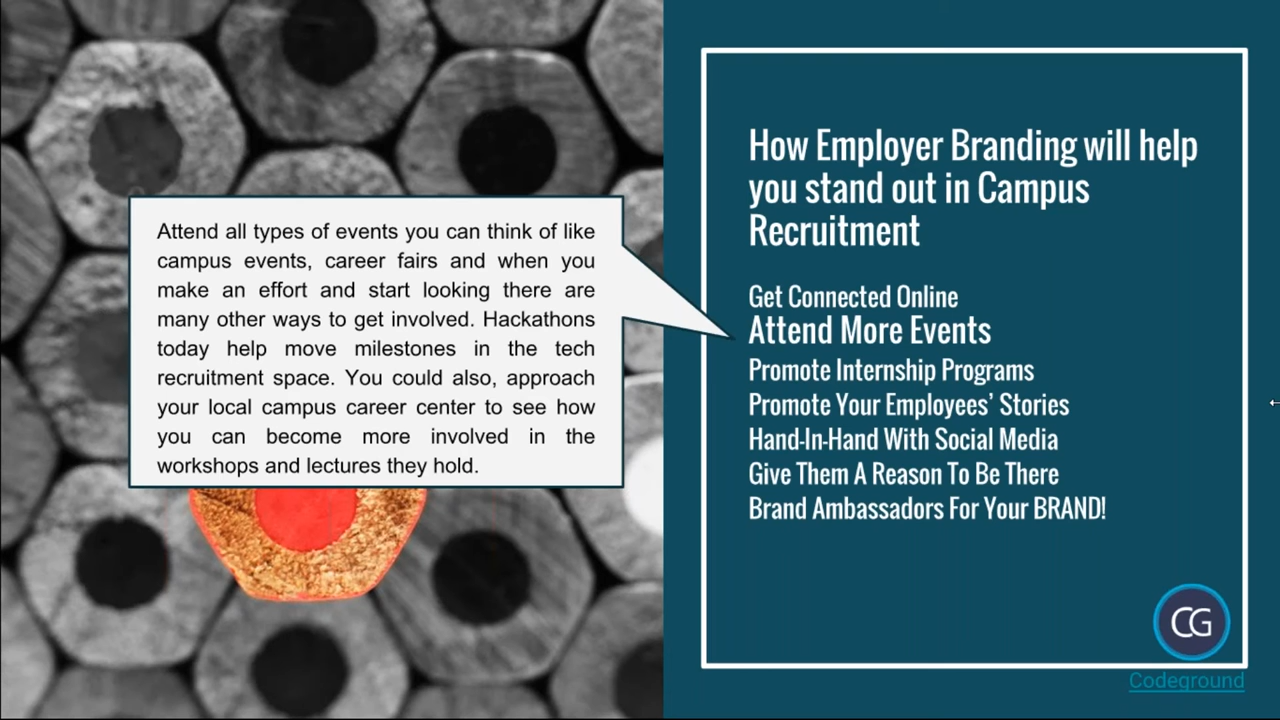 How Employer Branding will help
you stand out in Campus
Recruitment
Get Connected Online
Attend More Events
Promote Internship Programs
Promote Your Employees’ Stories
Hand-In-Hand With Social Media
Give Them A Reason To Be There
Brand Ambassadors For Your BRAND!
Attend all types of events you can think of like
campus events, career fairs and when you
make an effort and start looking there are
many other ways to get involved. Hackathons
today help move milestones in the tech
recruitment space. You could also, approach
your local campus career center to see how
you can become more involved in the
workshops and lectures they hold.
CG
Codeground